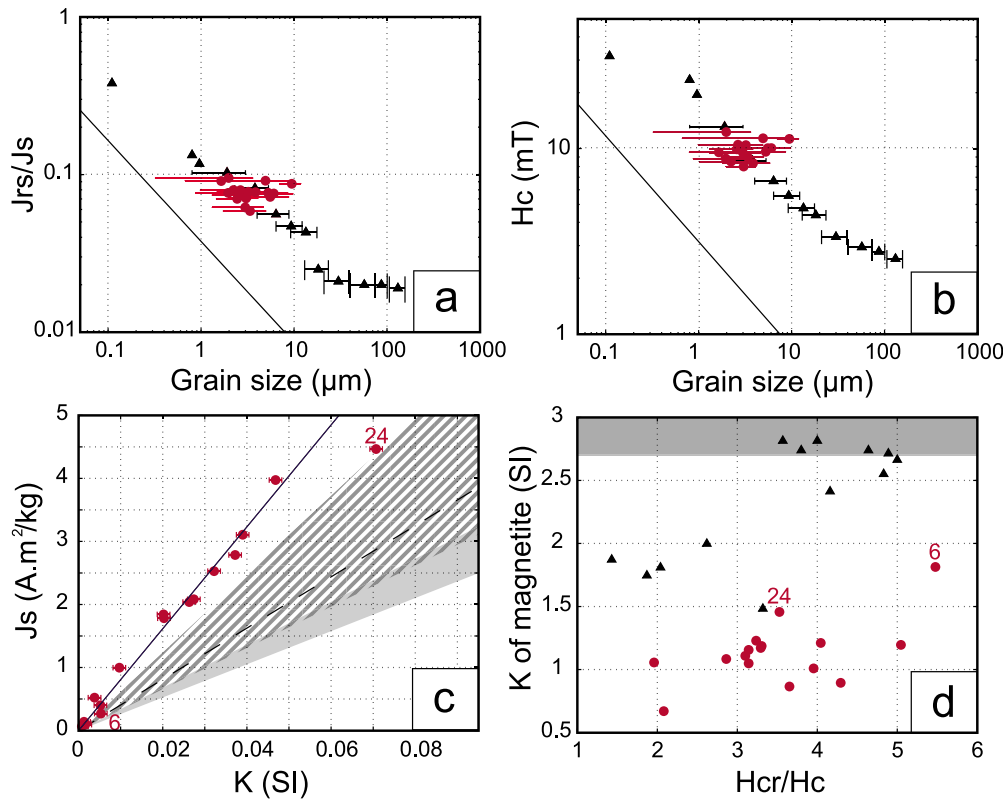 1
0.1
0.01
Jrs/Js
0.1 1 10 100 1000
Grain size (µm)
a
100
10
1
Hc (mT)
0.1 1 10 100 1000
Grain size (µm)
b
5
4
3
2
1
0
Js (A.m²/kg)
24
6
0 0.02 0.04 0.06 0.08
K (SI)
c
3
2.5
2
1.5
1
0.5
K of magnetite (SI)
6
24
1 2 3 4 5 6
Hcr/Hc
d